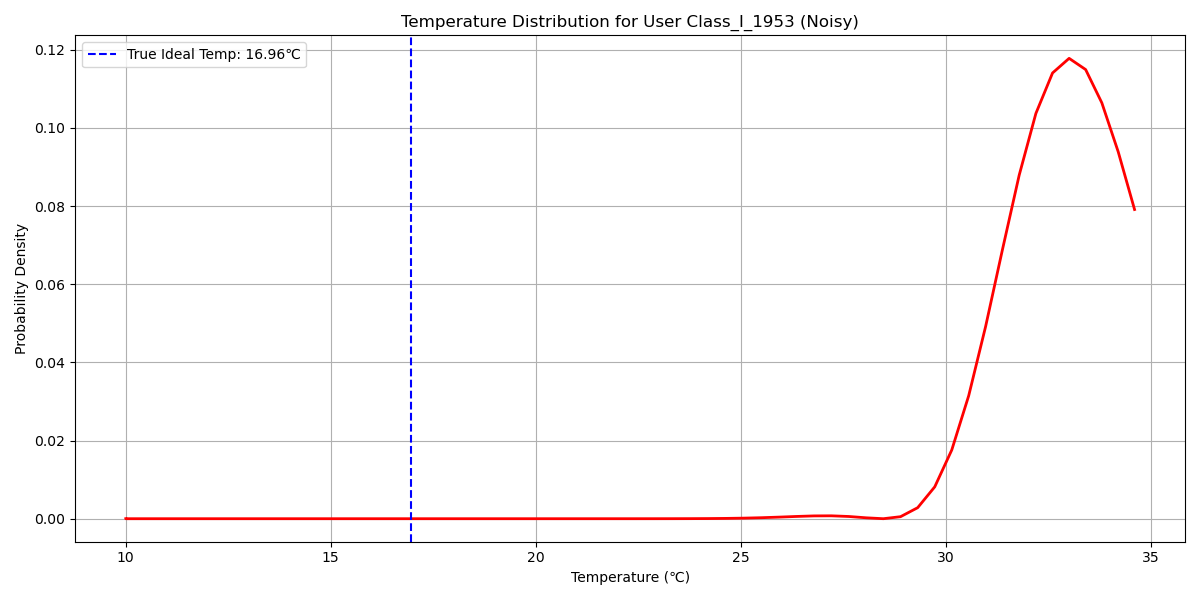 Temperature Distribution for User Class_I_1953 (Noisy)
True Ideal Temp: 16.96℃
0.12
0.10
0.08
0.06
0.04
0.02
0.00
Probability Density
10 15 20 25 30 35
Temperature (℃)